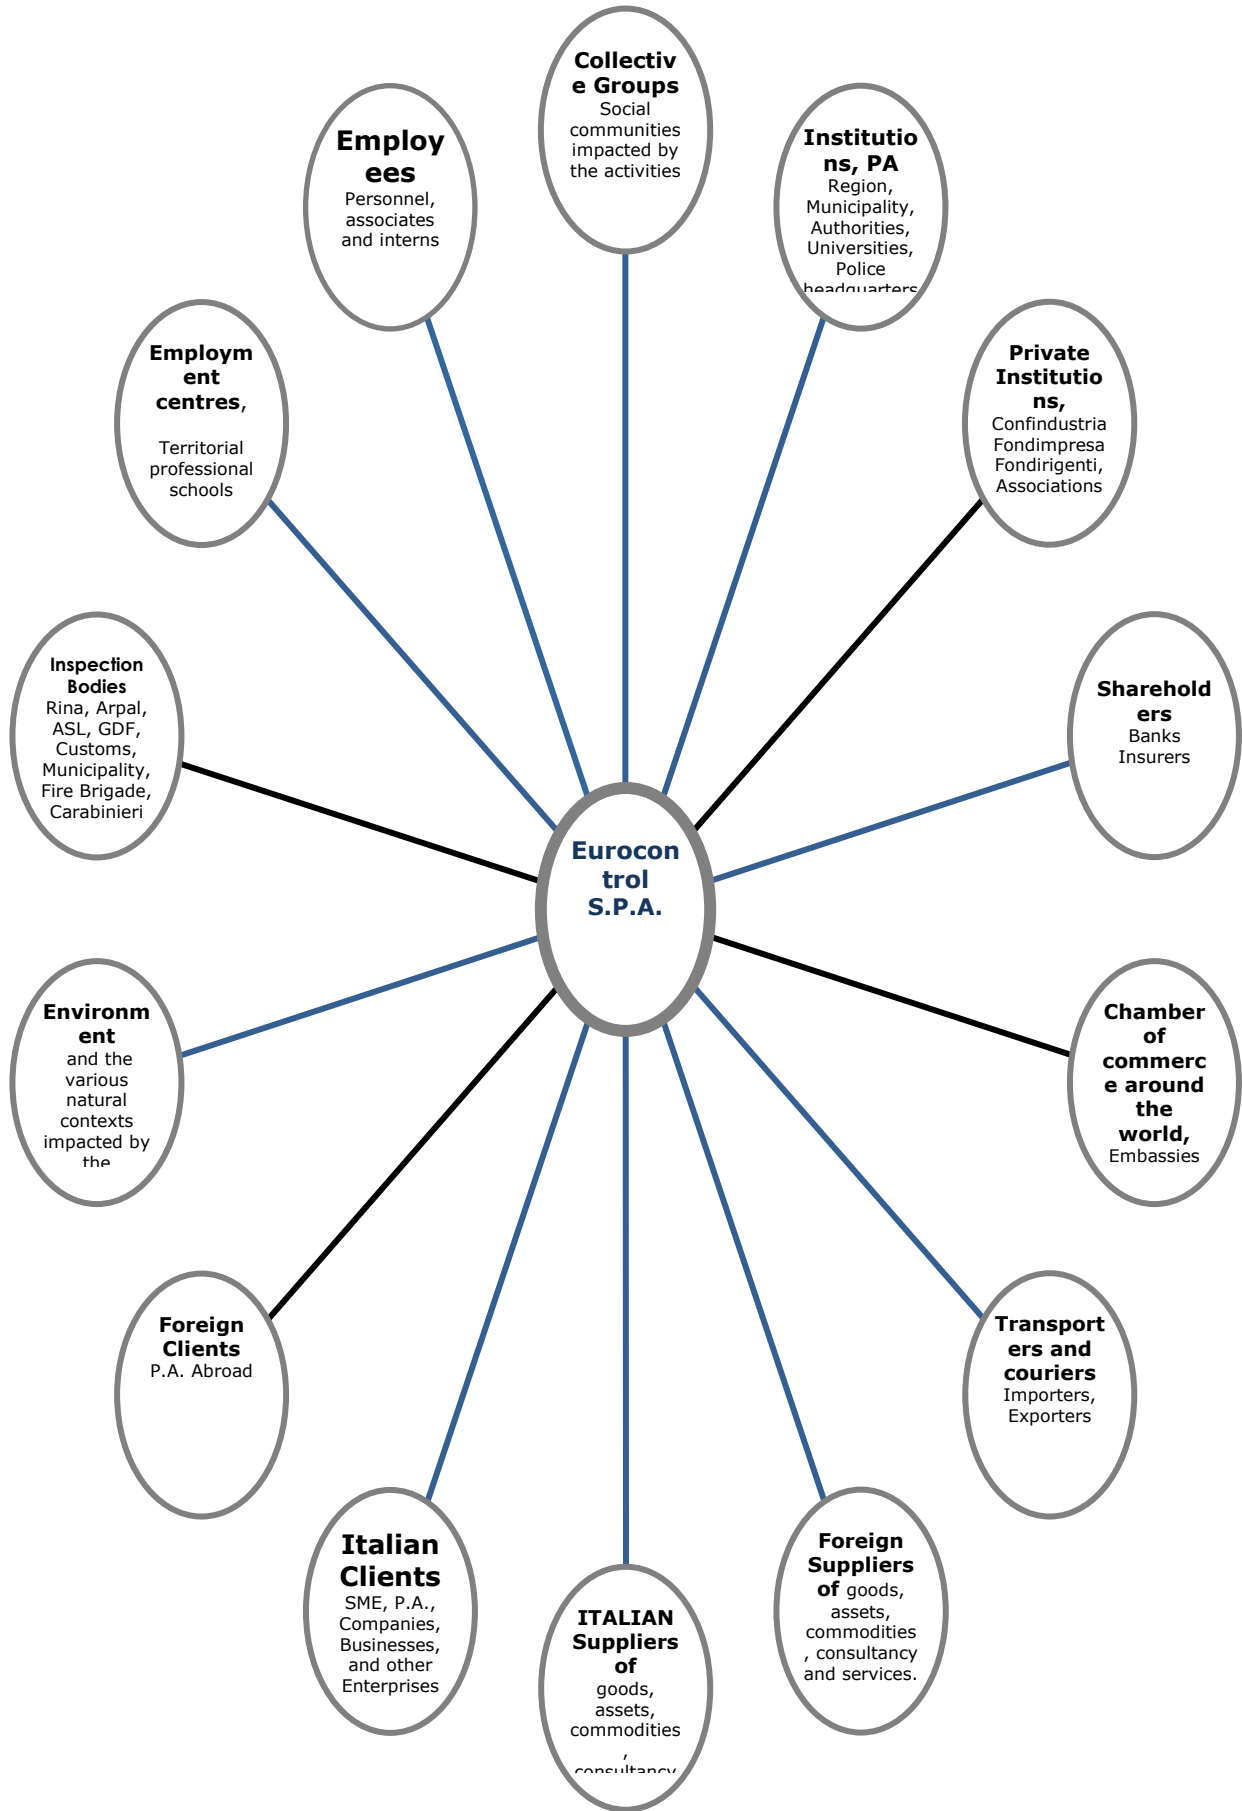 Collectiv
e Groups
Social
communities
impacted by
the activities
Institutio
ns, PA
Region,
Municipality,
Authorities,
Universities,
Police
headquarters
Private
Institutio
ns,
Confindustria
Fondimpresa
Fondirigenti,
Associations
Sharehold
ers
Banks
Insurers
Chamber
of
commerc
e around
the
world,
Embassies
Transport
ers and
couriers
Importers,
Exporters
Foreign
Suppliers
of goods,
assets,
commodities
, consultancy
and services.
ITALIAN
Suppliers
of
goods,
assets,
commodities
,
consultancy
Italian
Clients
SME, P.A.,
Companies,
Businesses,
and other
Enterprises
Foreign
Clients
P.A. Abroad
Environm
ent
and the
various
natural
contexts
impacted by
the
Inspection
Bodies
Rina, Arpal,
ASL, GDF,
Customs,
Municipality,
Fire Brigade,
Carabinieri
Employm
ent
centres,
Territorial
professional
schools
Employ
ees
Personnel,
associates
and interns
Eurocon
trol
S.P.A.